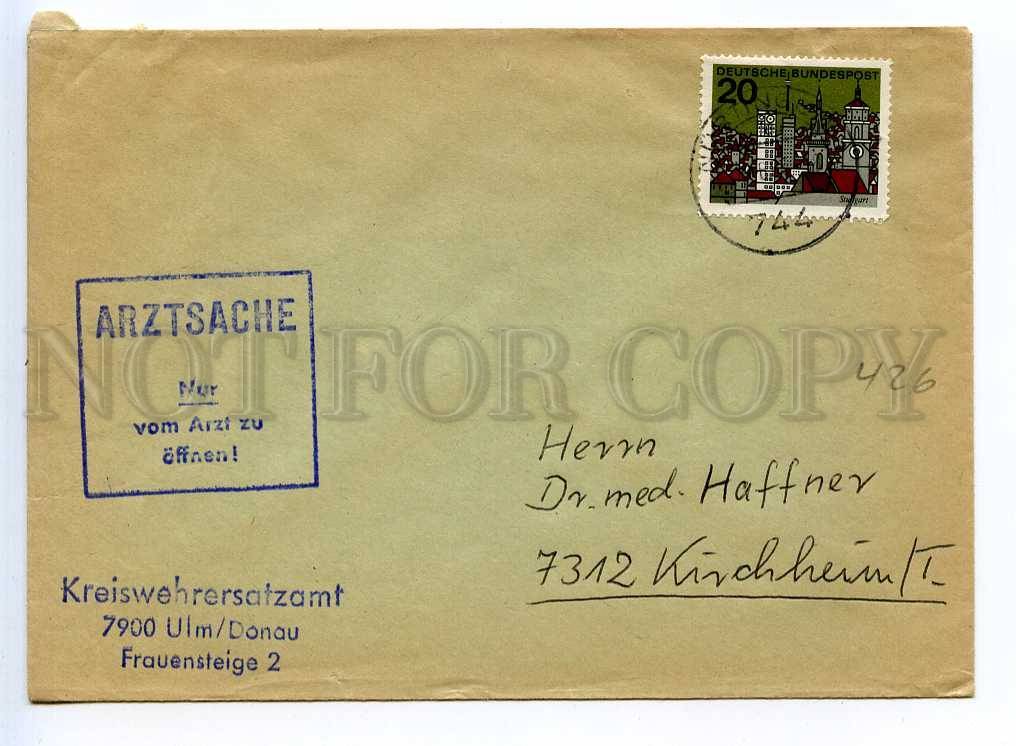 DEUTSCHE BUNDESPOST
20
Stuttgart
744
ARZTSACHE
Nur
vom Arzt zu
öffnen!
NOT FOR COPY
426
Herrn
Dr. med. Haffner
7312 Kirchheim/T.
Kreiswehrersatzamt
7900 Ulm/Donau
Frauensteige 2